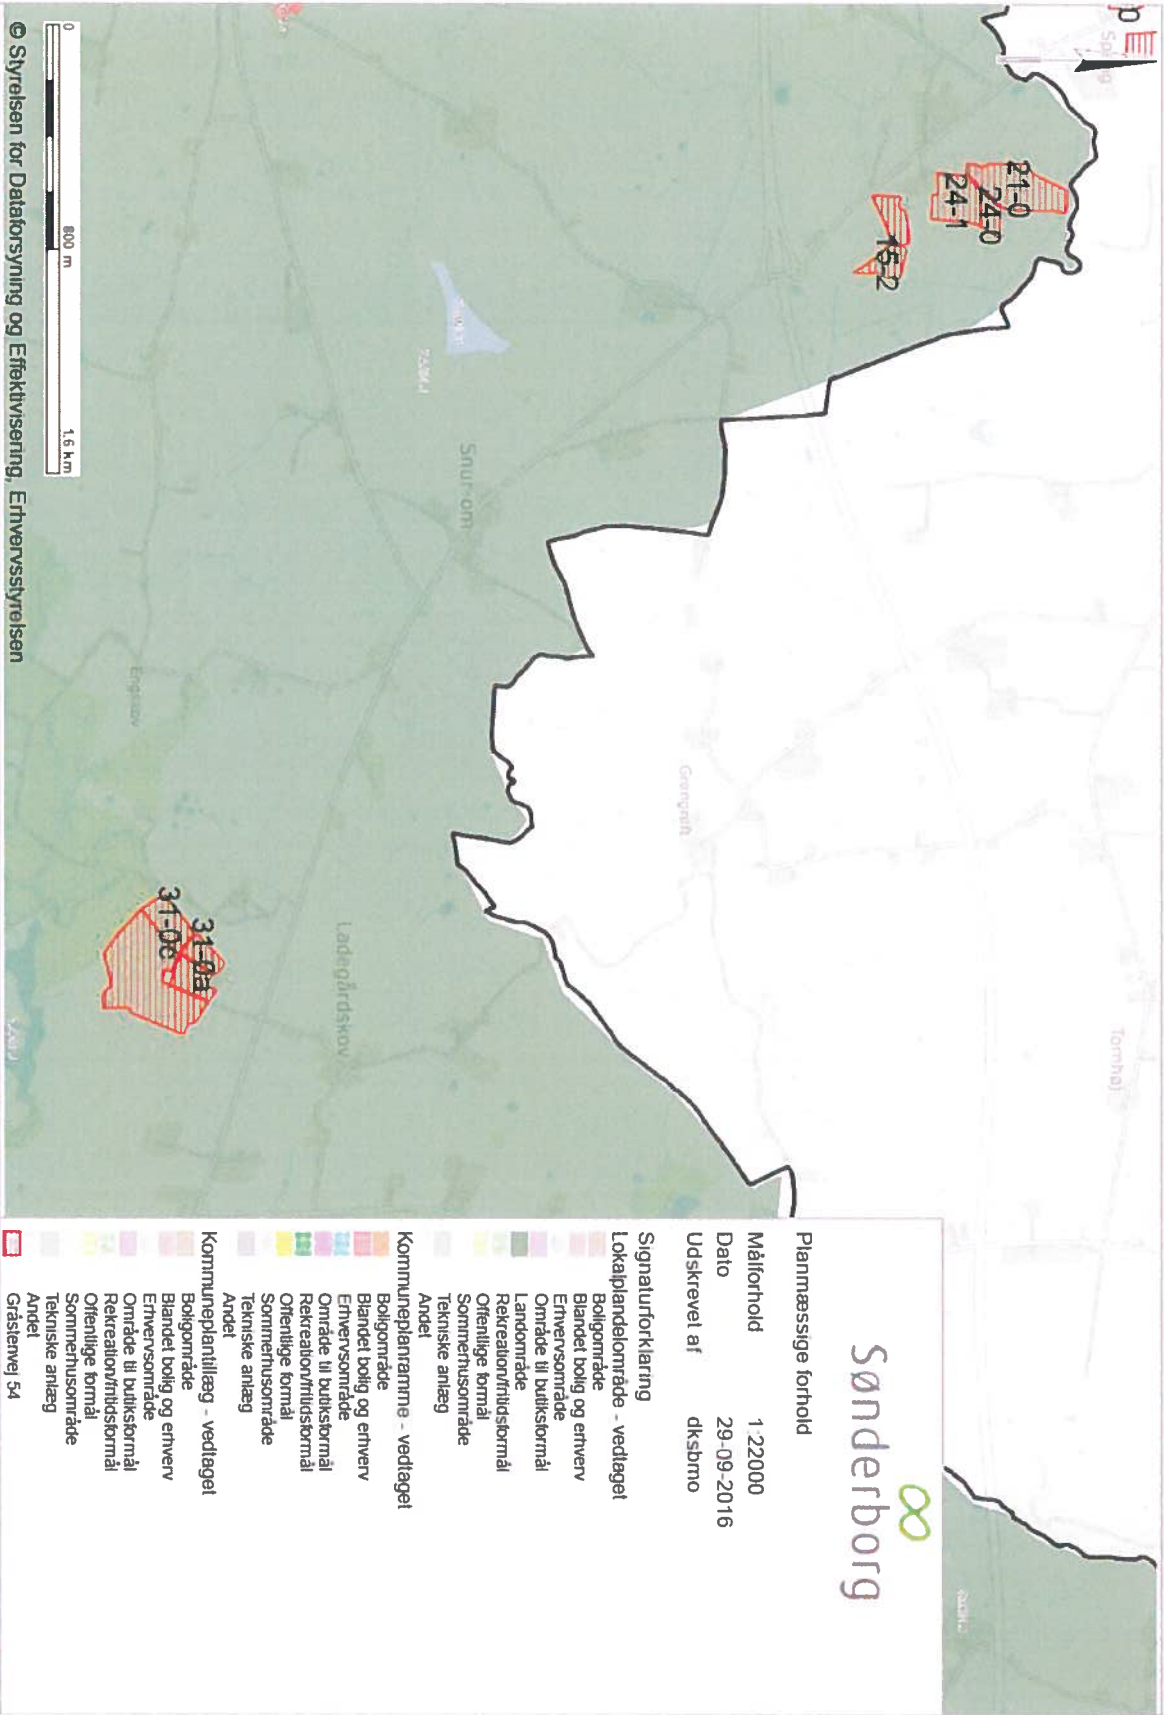 Sønderborg
Planmæssige forhold
Målforhold 1:22000
Dato 29-09-2016
Udskrevet af dksbmo
Signaturforklaring
Lokalplandelområde - vedtaget
Boligområde
Blandet bolig og erhverv
Erhvervsområde
Område til butiksformål
Landområde
Rekreation/fritidsformål
Offentlige formål
Sommerhusområde
Tekniske anlæg
Andet
Kommuneplanramme - vedtaget
Boligområde
Blandet bolig og erhverv
Erhvervsområde
Område til butiksformål
Rekreation/fritidsformål
Offentlige formål
Sommerhusområde
Tekniske anlæg
Andet
Kommuneplantillæg - vedtaget
Boligområde
Blandet bolig og erhverv
Erhvervsområde
Område til butiksformål
Rekreation/fritidsformål
Offentlige formål
Sommerhusområde
Tekniske anlæg
Andet
Gråstenvej 54
Tornhøj
21-0
24-0
24-1
15-2
Grøngrøft
Ladegårdskov
31-0a
31-0e
Engskov
0 800 m 1.6 km
© Styrelsen for Dataforsyning og Effektivisering, Erhvervsstyrelsen